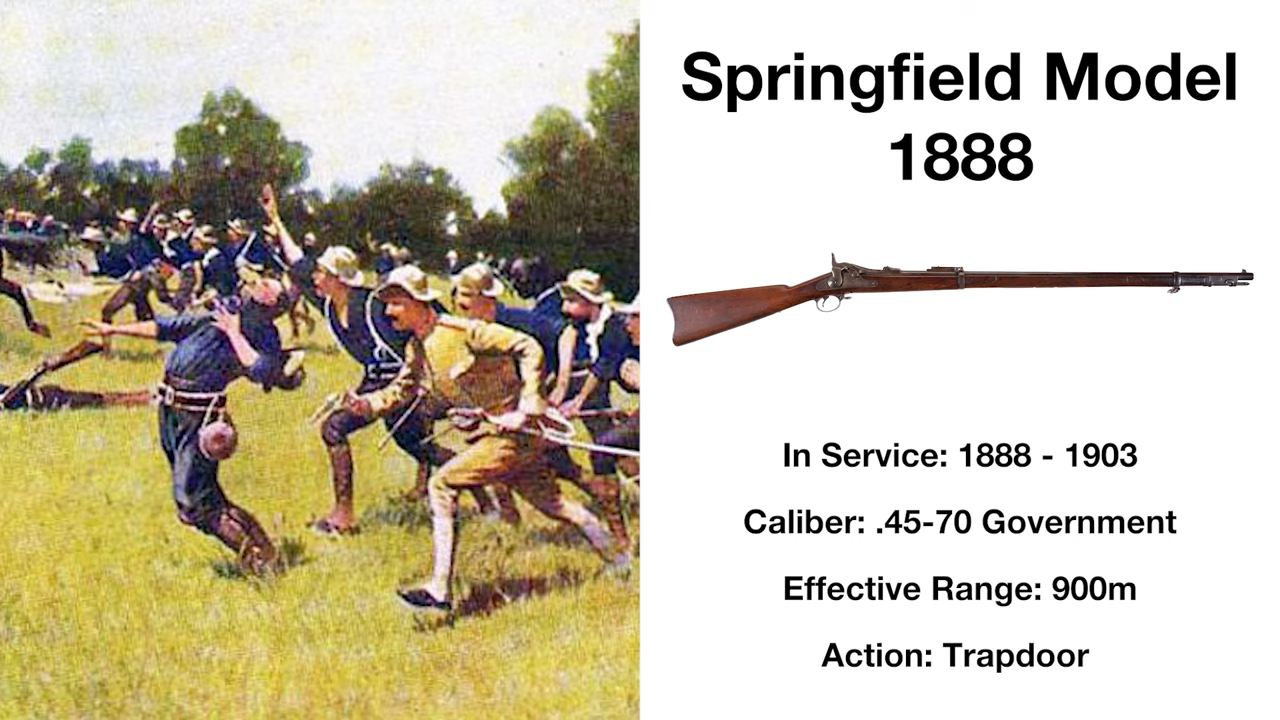 Springfield Model
1888
In Service: 1888 - 1903
Caliber: .45-70 Government
Effective Range: 900m
Action: Trapdoor